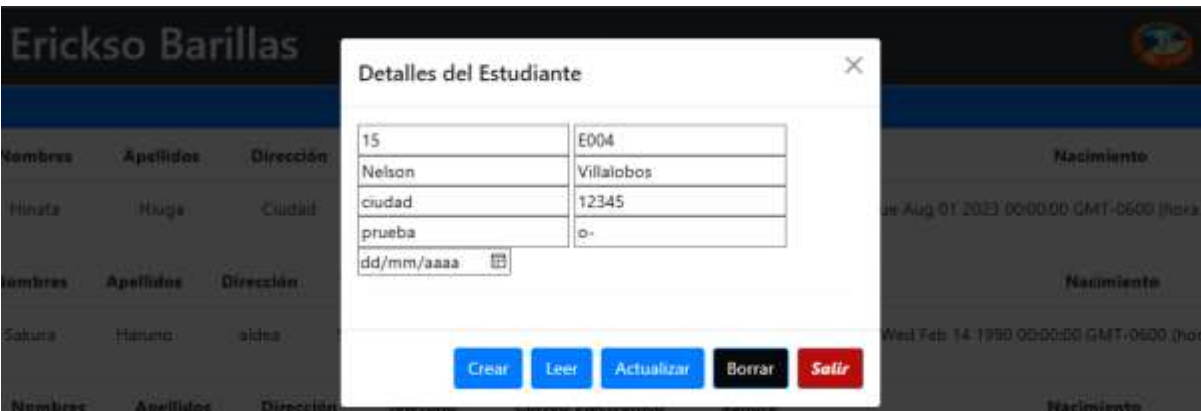 Erickso Barillas
Detalles del Estudiante
Nombres Apellidos Dirección Nacimiento
15 E004
Nelson Villalobos
Hinata Hiuga Ciudad ue Aug 01 2023 00:00:00 GMT-0600 (hora
ciudad 12345
prueba o-
dd/mm/aaaa
Nombres Apellidos Dirección Nacimiento
Sakura Haruno aldea Wed Feb 14 1990 00:00:00 GMT-0600 (hor
Crear Leer Actualizar Borrar Salir
Nombres Apellidos Dirección Nacimiento